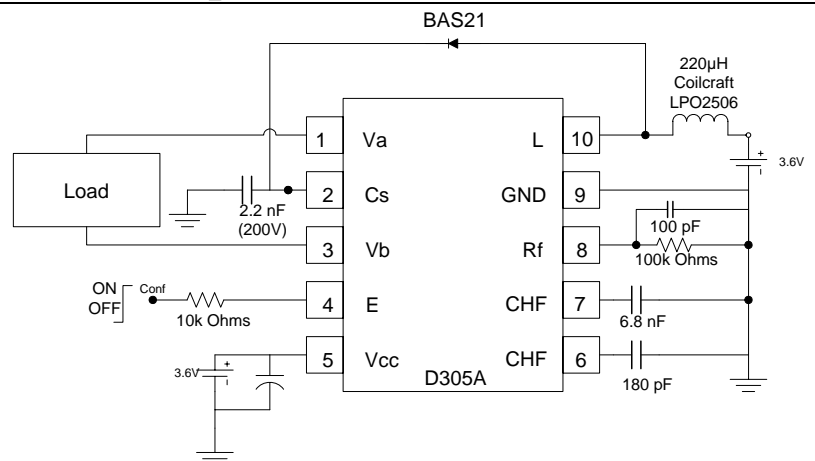 BAS21
220µH
Coilcraft
LPO2506
1 Va L 10
+
3.6V
Load
2 Cs GND 9
2.2 nF
(200V)
100 pF
3 Vb Rf 8
100k Ohms
ON
OFF
Conf
10k Ohms
4 E CHF 7
6.8 nF
3.6V
+
5 Vcc CHF 6
D305A
180 pF